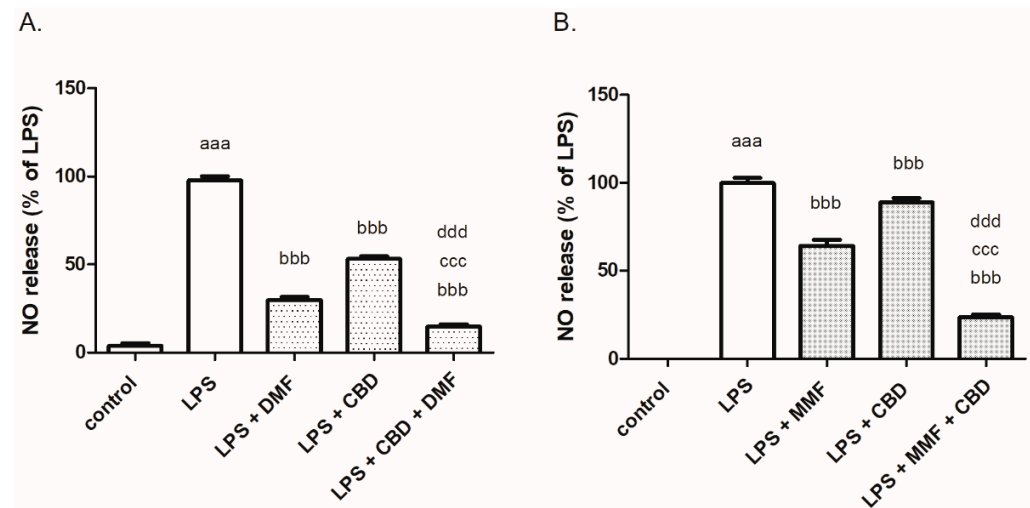 A.
NO release (% of LPS)
150
100
50
0
aaa
bbb
bbb
ddd
ccc
bbb
control
LPS
LPS + DMF
LPS + CBD
LPS + CBD + DMF
B.
NO release (% of LPS)
150
100
50
0
aaa
bbb
bbb
ddd
ccc
bbb
control
LPS
LPS + MMF
LPS + CBD
LPS + MMF + CBD